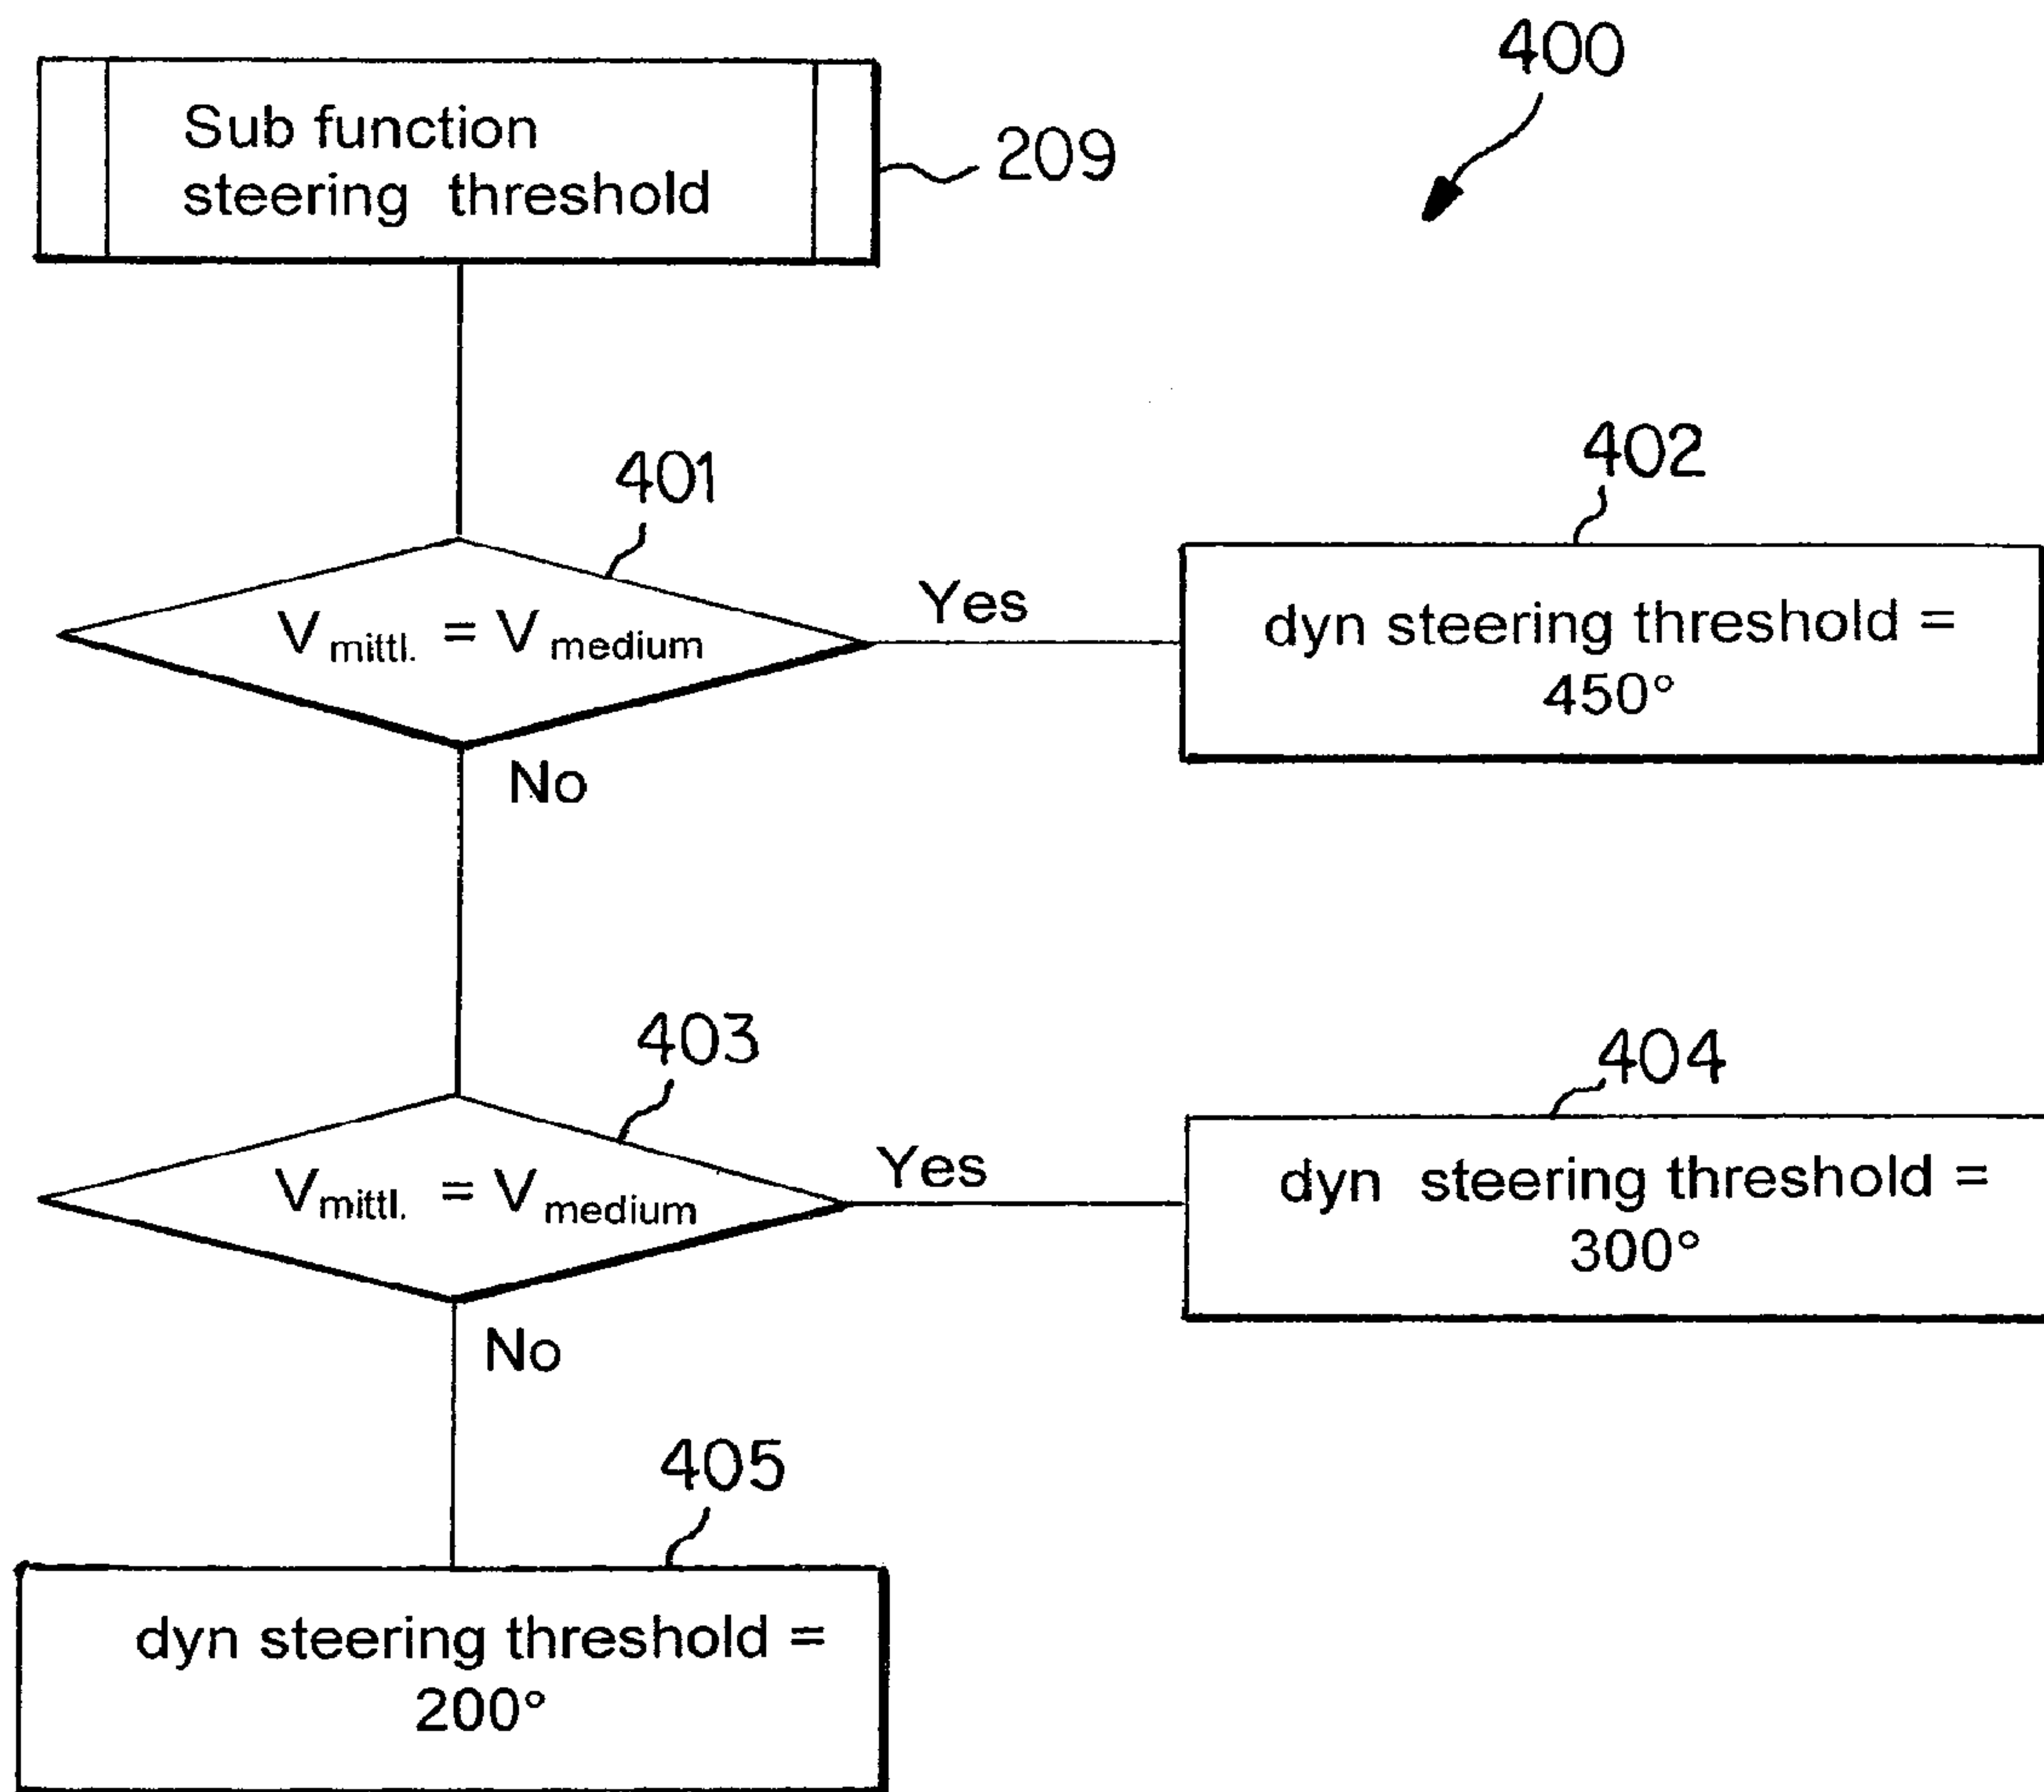 400
Sub function
steering threshold
209
401
V mittl. = V medium
Yes
402
dyn steering threshold =
450°
No
403
V mittl. = V medium
Yes
404
dyn steering threshold =
300°
No
405
dyn steering threshold =
200°